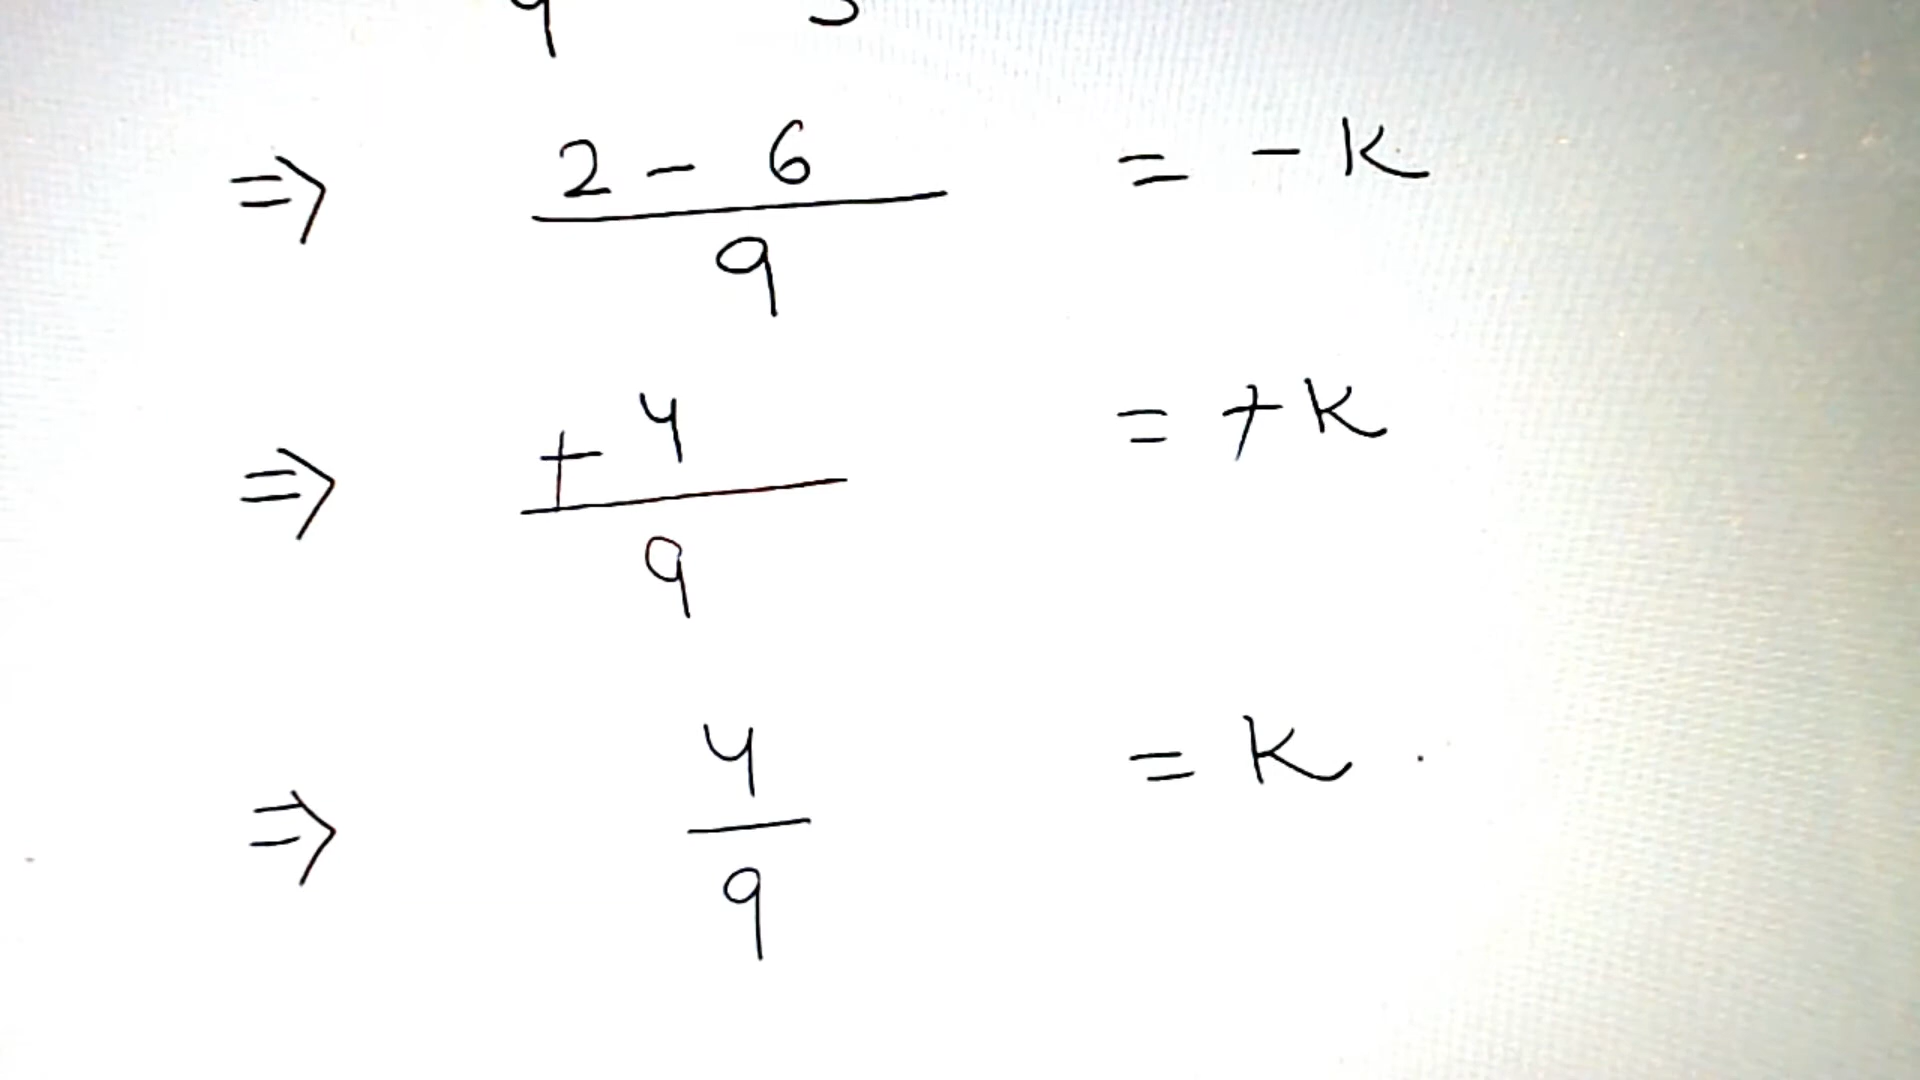 ⇒ 2 - 6 / 9 = - K
⇒ + 4 / 9 = + K
⇒ 4 / 9 = K .